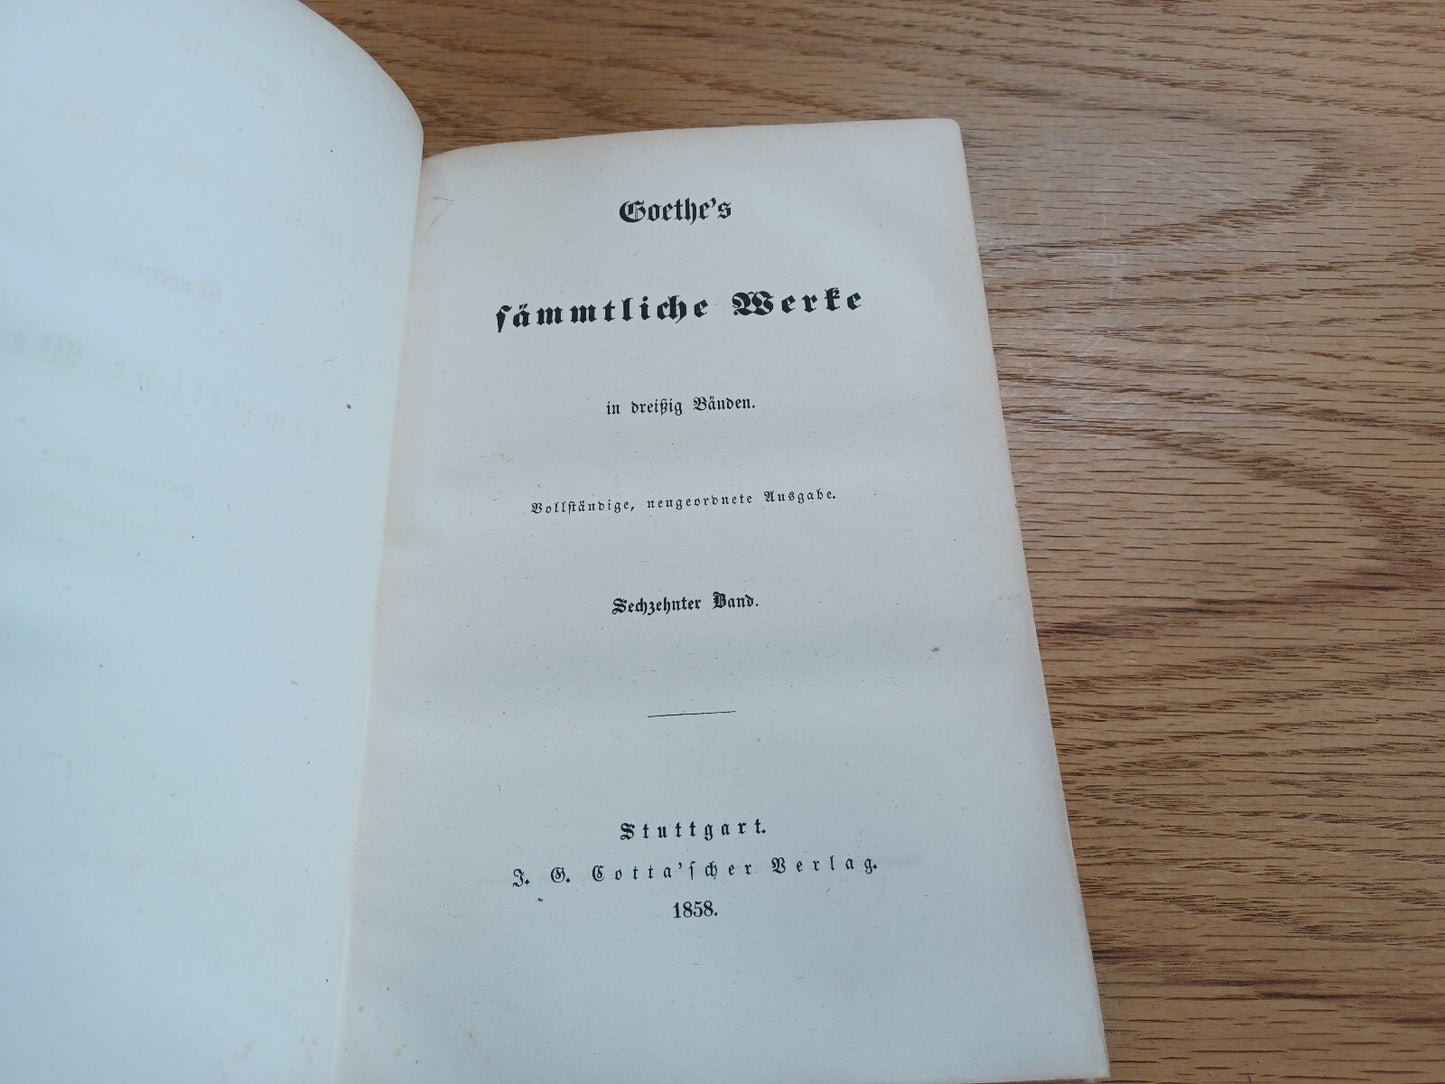 Goethe's
sämmtliche Werke
in dreißig Bänden.
Vollständige, neugeordnete Ausgabe.
Sechzehnter Band.
Stuttgart.
J. G. Cotta'scher Verlag.
1858.